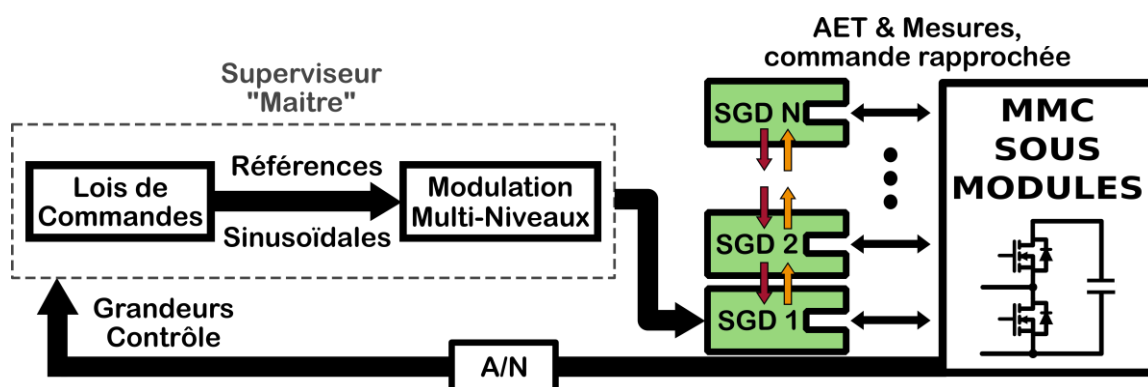 AET & Mesures,
commande rapprochée
Superviseur
"Maitre"
Lois de
Commandes
Références
Sinusoïdales
Modulation
Multi-Niveaux
SGD N
SGD 2
SGD 1
MMC
SOUS
MODULES
Grandeurs
Contrôle
A/N